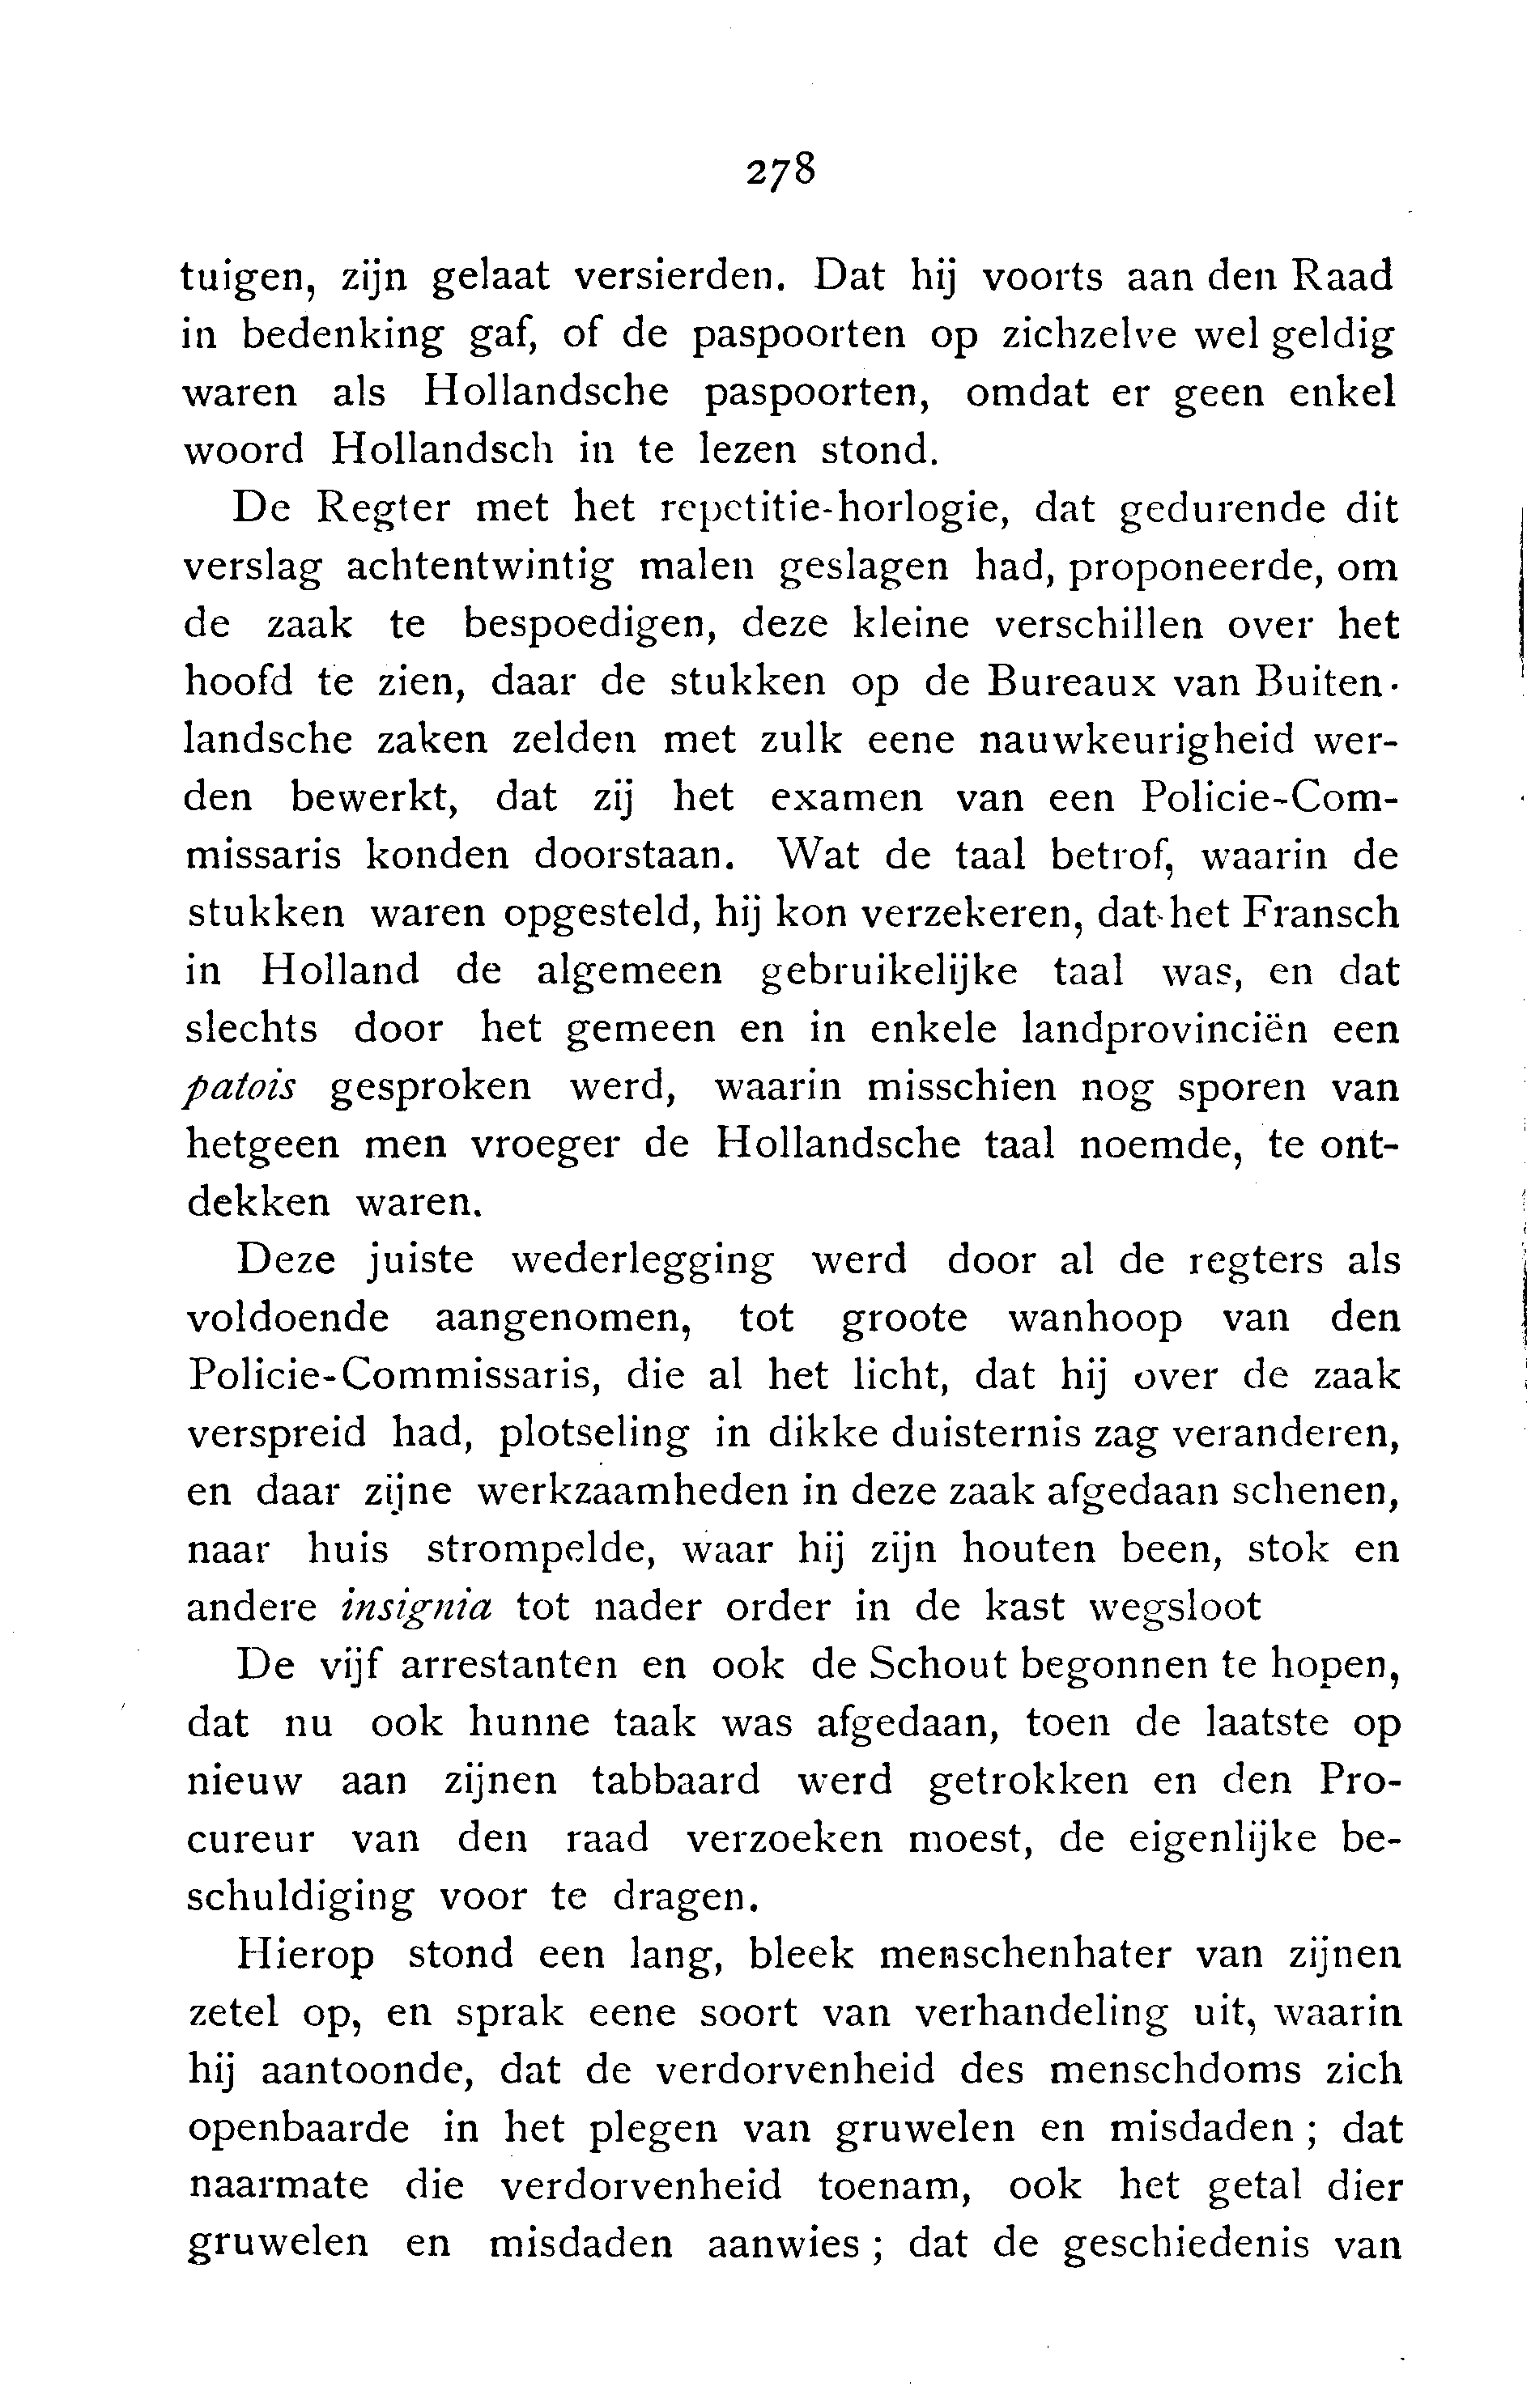 278
tuigen, zijn gelaat versierden. Dat hij voorts aan den Raad
in bedenking gaf, of de paspoorten op zichzelve wel geldig
waren als Hollandsche paspoorten, omdat er geen enkel
woord Hollandsch in te lezen stond.
De Regter met het repetitie-horlogie, dat gedurende dit
verslag achtentwintig malen geslagen had, proponeerde, om
de zaak te bespoedigen, deze kleine verschillen over het
hoofd te zien, daar de stukken op de Bureaux van Buiten-
landsche zaken zelden met zulk eene nauwkeurigheid wer-
den bewerkt, dat zij het examen van een Policie-Com-
missaris konden doorstaan. Wat de taal betrof, waarin de
stukken waren opgesteld, hij kon verzekeren, dat het Fransch
in Holland de algemeen gebruikelijke taal was, en dat
slechts door het gemeen en in enkele landprovinciën een
patois gesproken werd, waarin misschien nog sporen van
hetgeen men vroeger de Hollandsche taal noemde, te ont-
dekken waren.
Deze juiste wederlegging werd door al de regters als
voldoende aangenomen, tot groote wanhoop van den
Policie-Commissaris, die al het licht, dat hij over de zaak
verspreid had, plotseling in dikke duisternis zag veranderen,
en daar zijne werkzaamheden in deze zaak afgedaan schenen,
naar huis strompelde, waar hij zijn houten been, stok en
andere insignia tot nader order in de kast wegsloot
De vijf arrestanten en ook de Schout begonnen te hopen,
dat nu ook hunne taak was afgedaan, toen de laatste op
nieuw aan zijnen tabbaard werd getrokken en den Pro-
cureur van den raad verzoeken moest, de eigenlijke be-
schuldiging voor te dragen.
Hierop stond een lang, bleek menschenhater van zijnen
zetel op, en sprak eene soort van verhandeling uit, waarin
hij aantoonde, dat de verdorvenheid des menschdoms zich
openbaarde in het plegen van gruwelen en misdaden ; dat
naarmate die verdorvenheid toenam, ook het getal dier
gruwelen en misdaden aanwies ; dat de geschiedenis van